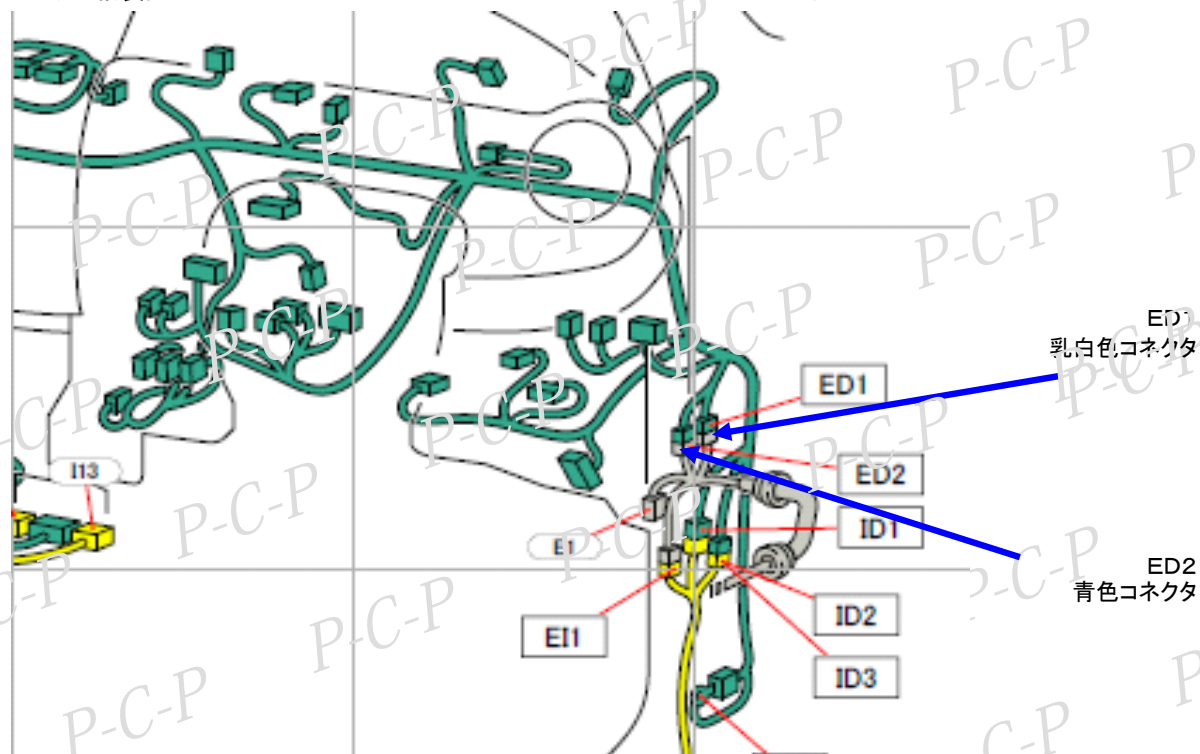 P-C-P
P-C-P
P-C-P
P-C-P
P-C-P
P-C-P
P-C-P
P-C-P
ED1
乳白色コネクタ
P-C-P
P-C-P
P-C-P
ED1
P-C-P
P-C-P
I13
ED2
P-C-P
ID1
E1
P-C-P
P-C-P
ED2
青色コネクタ
P-C-P
ID2
EI1
ID3
P-C-P